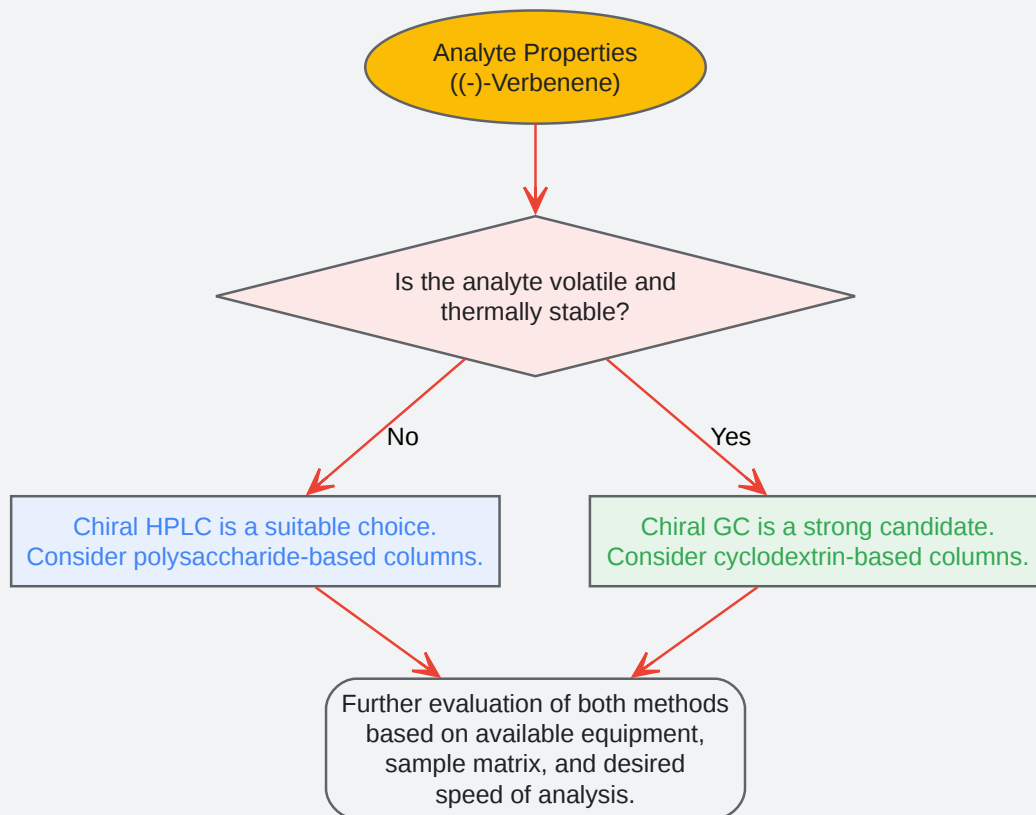 Analyte Properties
((-)-Verbenene)
Is the analyte volatile and
thermally stable?
No
Yes
Chiral HPLC is a suitable choice.
Consider polysaccharide-based columns.
Chiral GC is a strong candidate.
Consider cyclodextrin-based columns.
Further evaluation of both methods
based on available equipment,
sample matrix, and desired
speed of analysis.